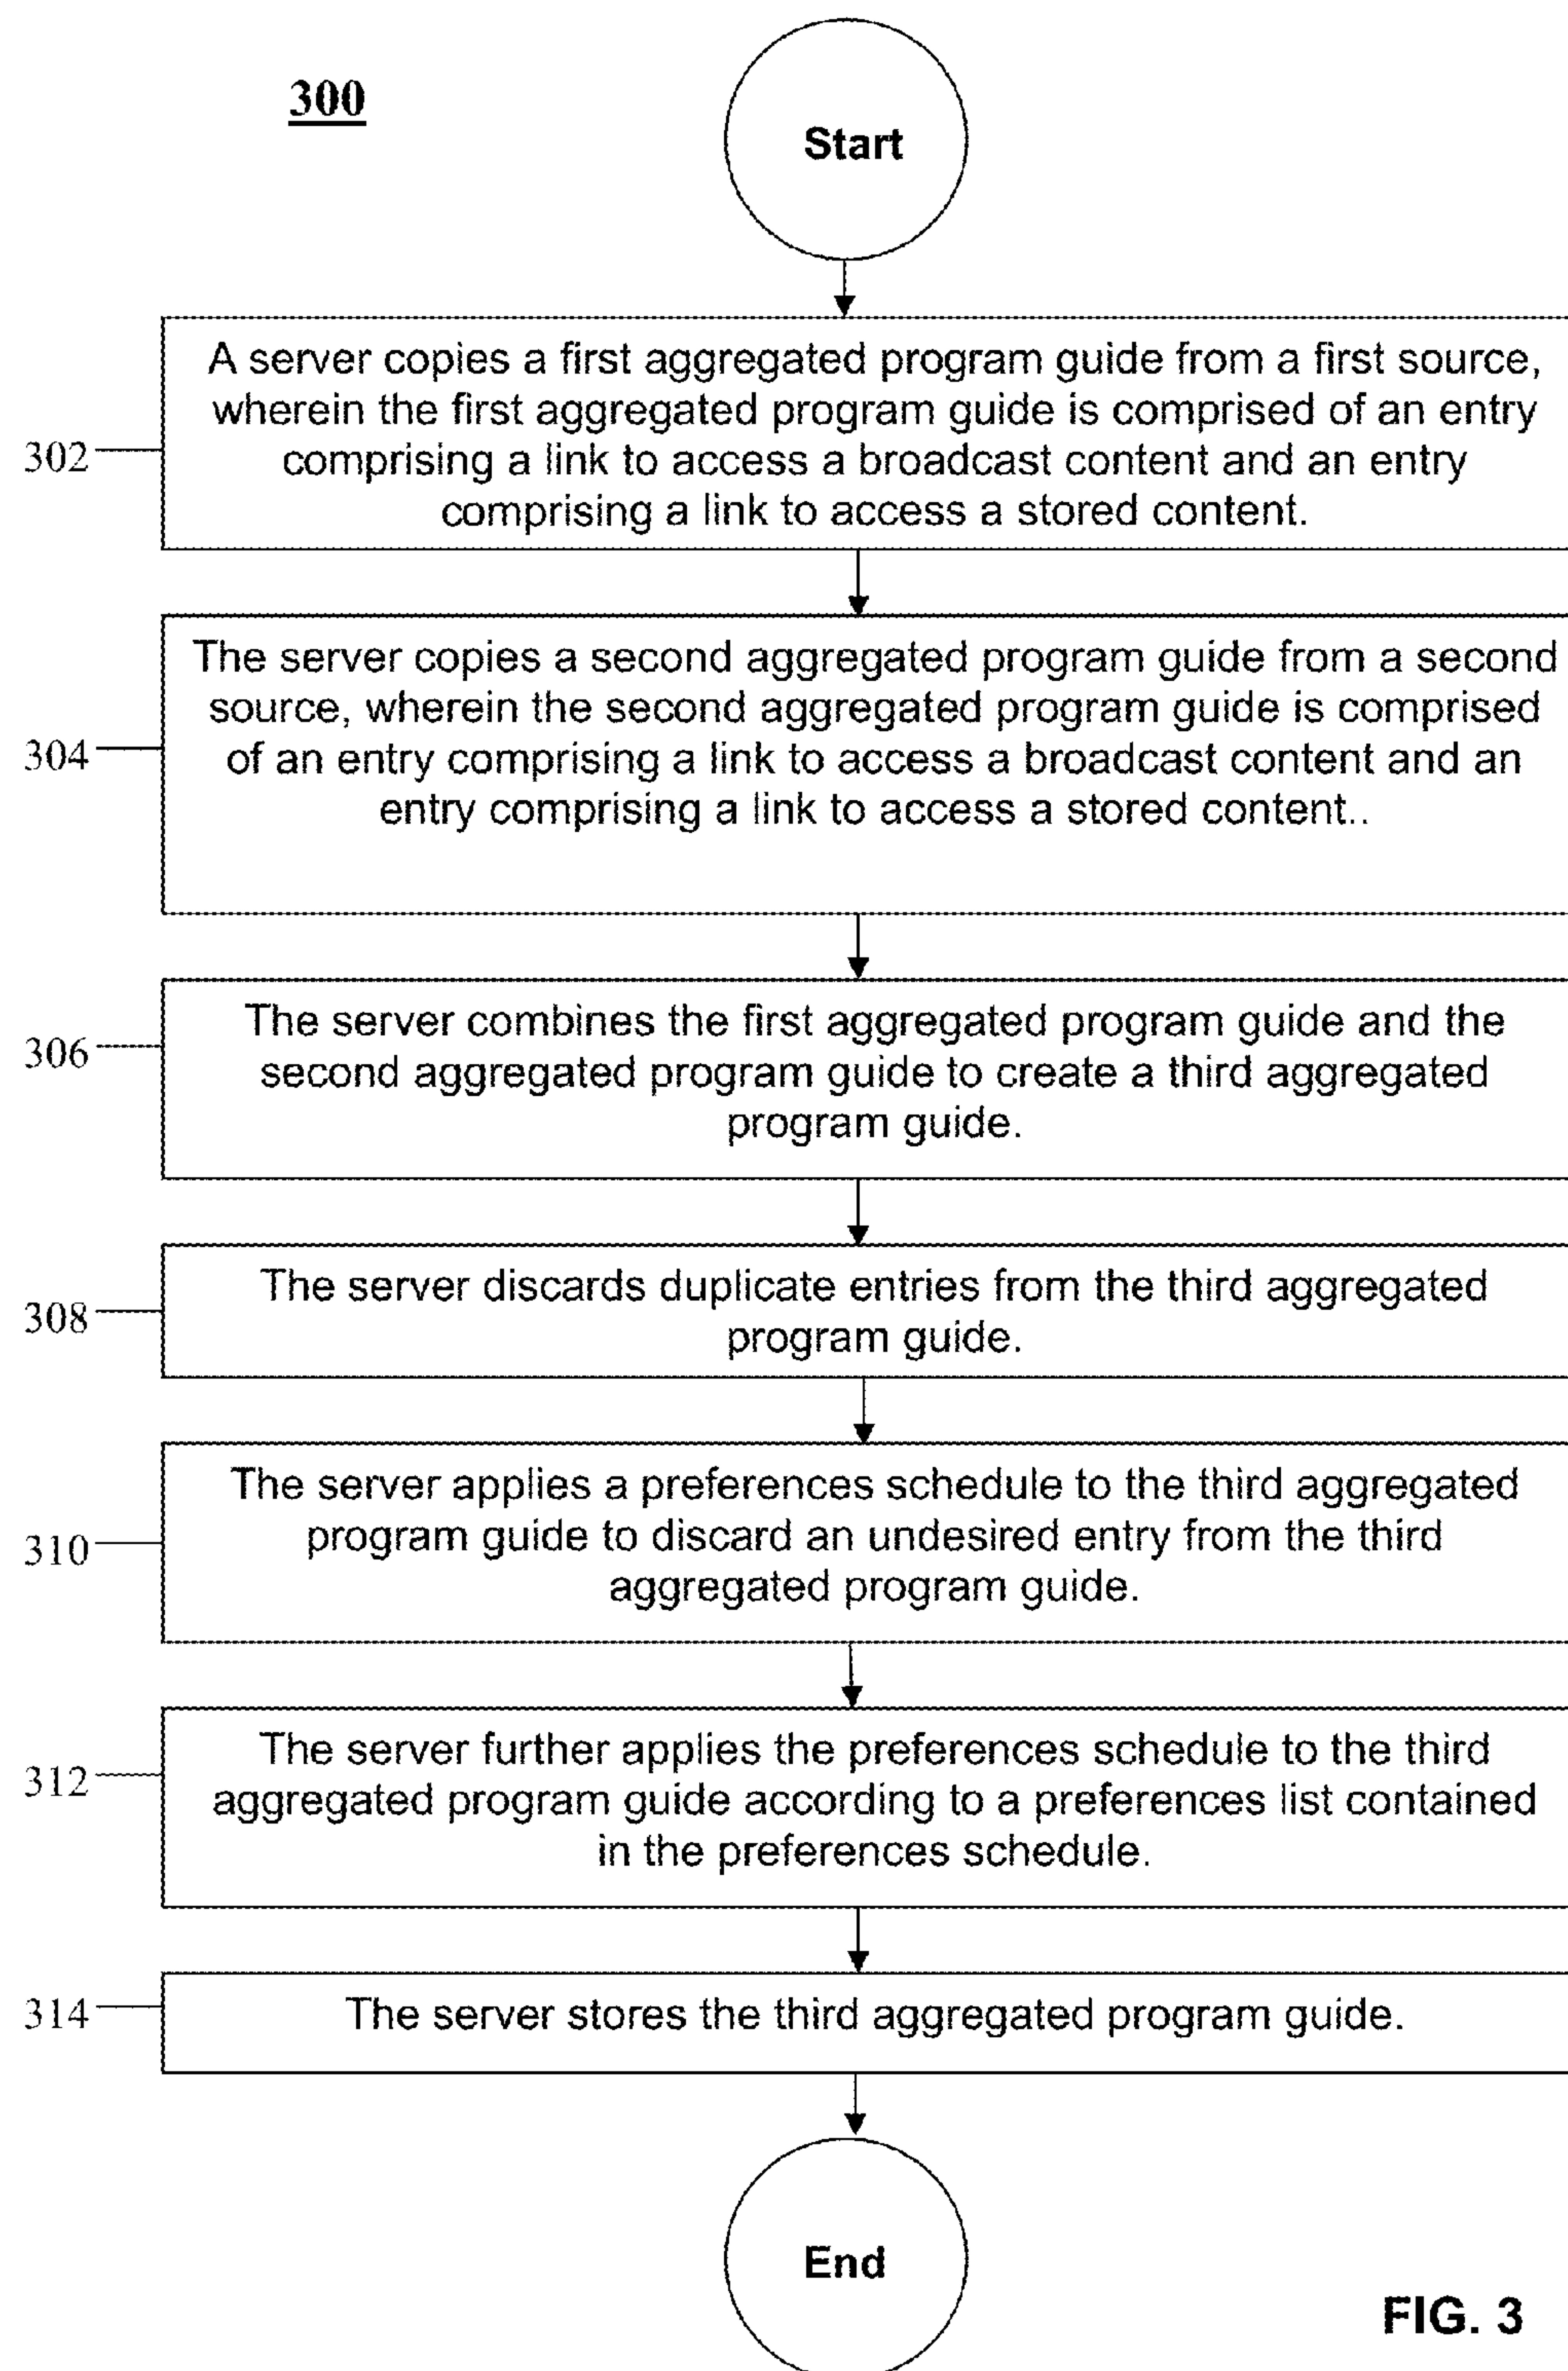 300
Start
A server copies a first aggregated program guide from a first source,
wherein the first aggregated program guide is comprised of an entry
302
comprising a link to access a broadcast content and an entry
comprising a link to access a stored content.
The server copies a second aggregated program guide from a second
source, wherein the second aggregated program guide is comprised
304
of an entry comprising a link to access a broadcast content and an
entry comprising a link to access a stored content..
The server combines the first aggregated program guide and the
306
second aggregated program guide to create a third aggregated
program guide.
The server discards duplicate entries from the third aggregated
308
program guide.
The server applies a preferences schedule to the third aggregated
310
program guide to discard an undesired entry from the third
aggregated program guide.
The server further applies the preferences schedule to the third
312
aggregated program guide according to a preferences list contained
in the preferences schedule.
314
The server stores the third aggregated program guide.
End
FIG. 3